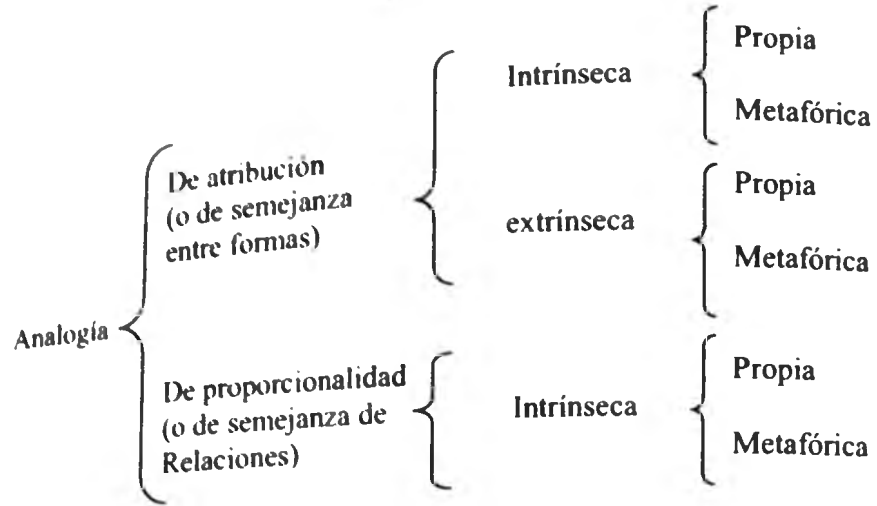 Analogía
De atribución
(o de semejanza
entre formas)
Intrínseca
Propia
Metafórica
extrínseca
Propia
Metafórica
De proporcionalidad
(o de semejanza de
Relaciones)
Intrínseca
Propia
Metafórica